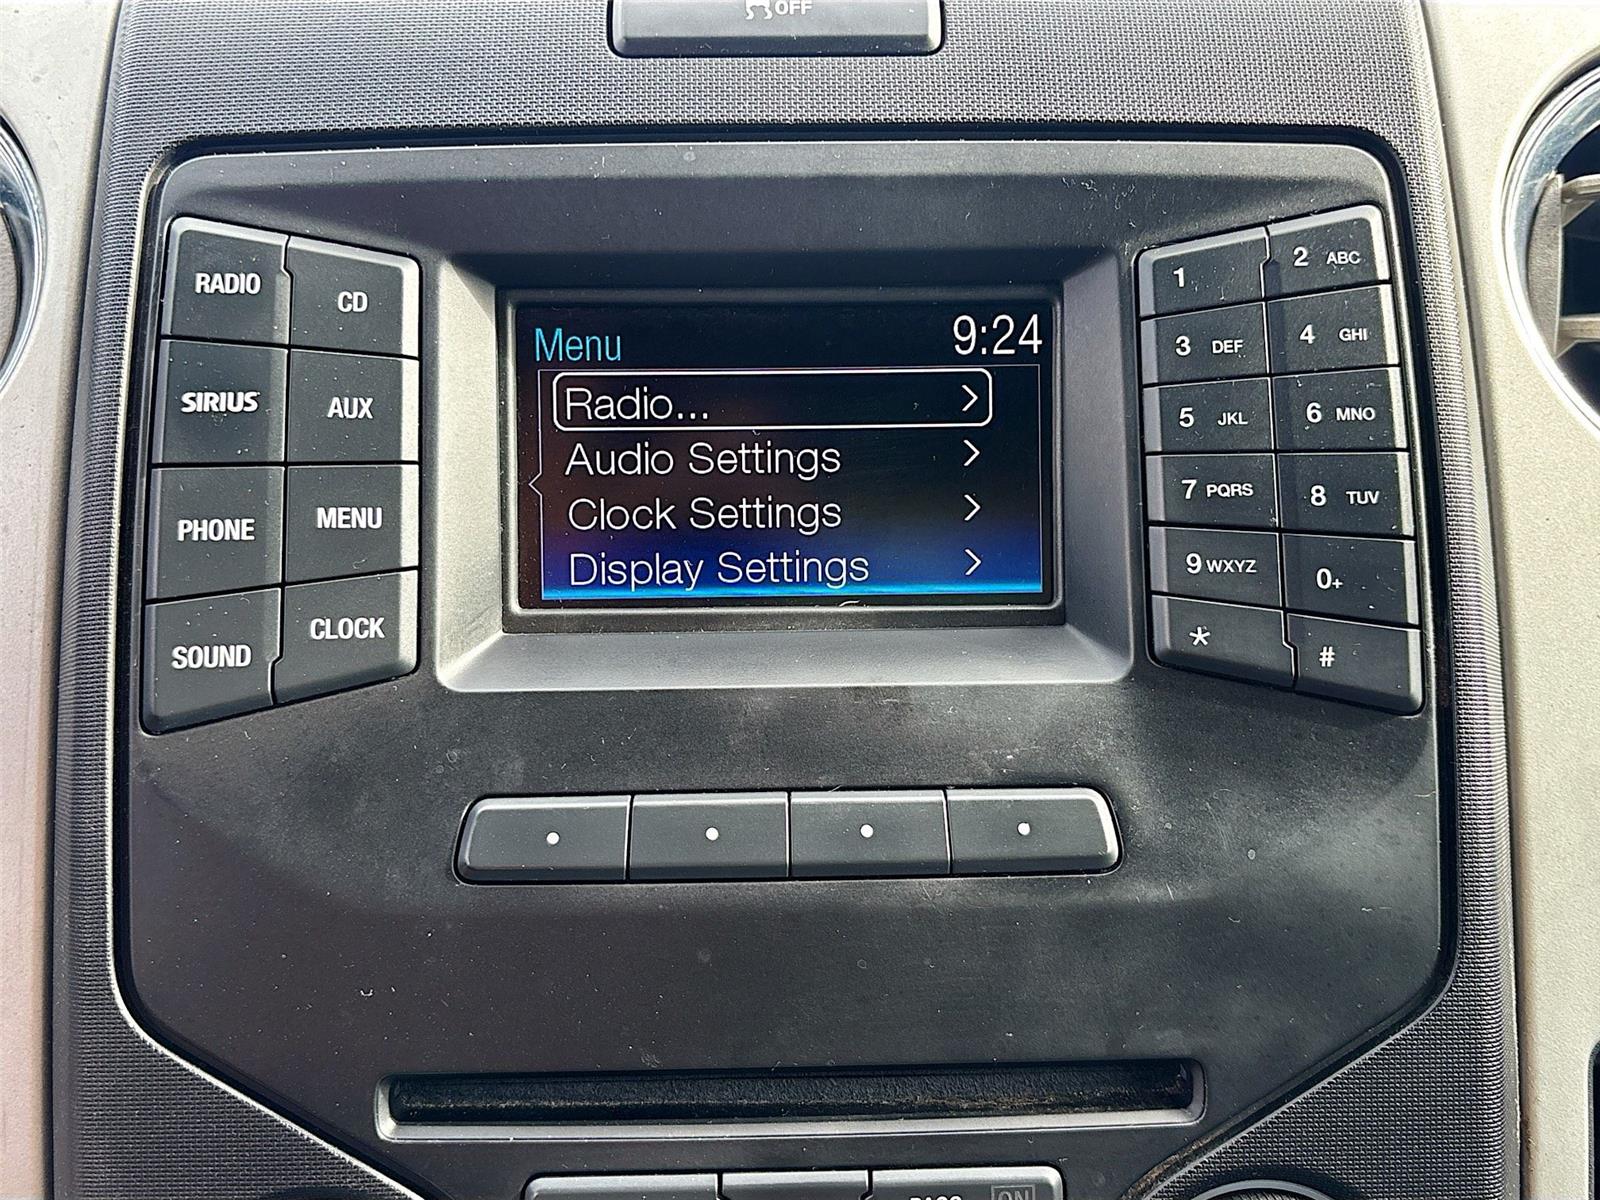 OFF
RADIO
CD
SIRIUS
AUX
PHONE
MENU
SOUND
CLOCK
Menu 9:24
Radio... >
Audio Settings >
Clock Settings >
Display Settings >
1
2 ABC
3 DEF
4 GHI
5 JKL
6 MNO
7 PQRS
8 TUV
9 WXYZ
0+
*
#
ON